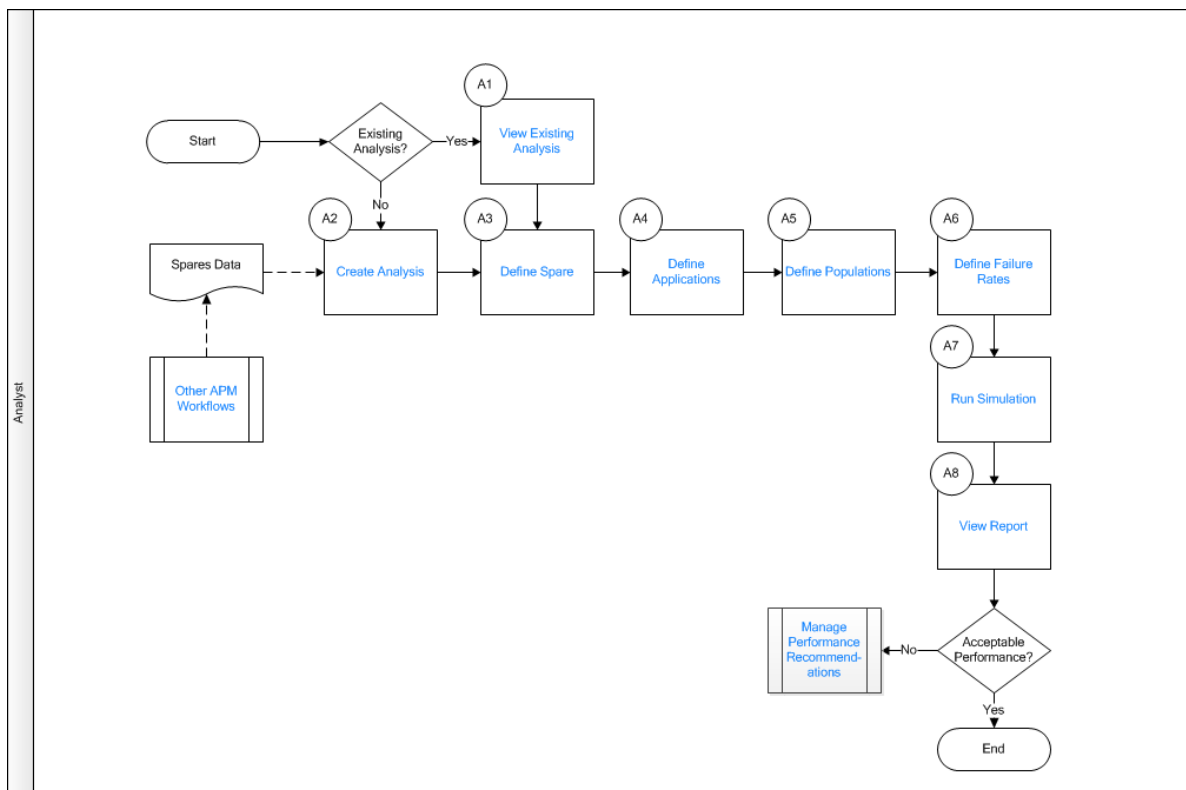 A1
Start
Existing
Analysis?
Yes
View Existing
Analysis
No
A2
A3
A4
A5
A6
Spares Data
Create Analysis
Define Spare
Define
Applications
Define Populations
Define Failure
Rates
A7
Other APM
Workflows
Analyst
Run Simulation
A8
View Report
Manage
Performance
Recommend-
ations
No
Acceptable
Performance?
Yes
End